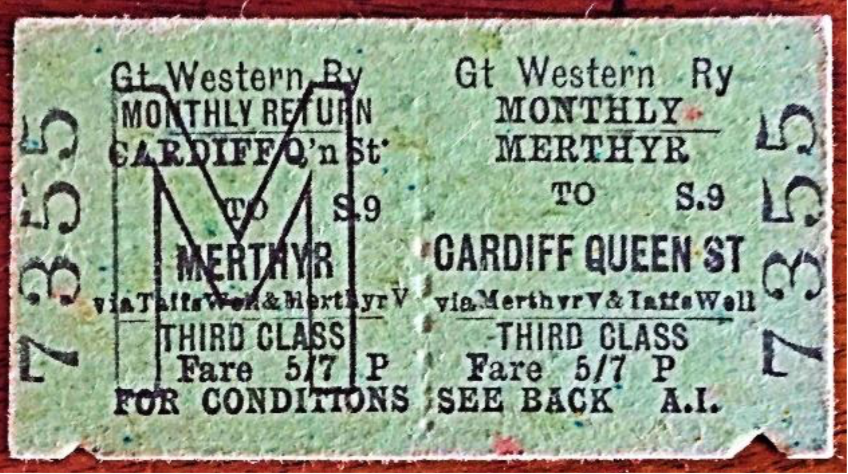 7355
Gt Western Ry
MONTHLY RETURN
CARDIFF Q'n St'
TO S.9
MERTHYR
via Taffs Well & Merthyr V
THIRD CLASS
Fare 5/7 P
FOR CONDITIONS
M
Gt Western Ry
MONTHLY
MERTHYR
TO S.9
CARDIFF QUEEN ST
via Merthyr V & Taffs Well
THIRD CLASS
Fare 5/7 P
SEE BACK A.I.
7355